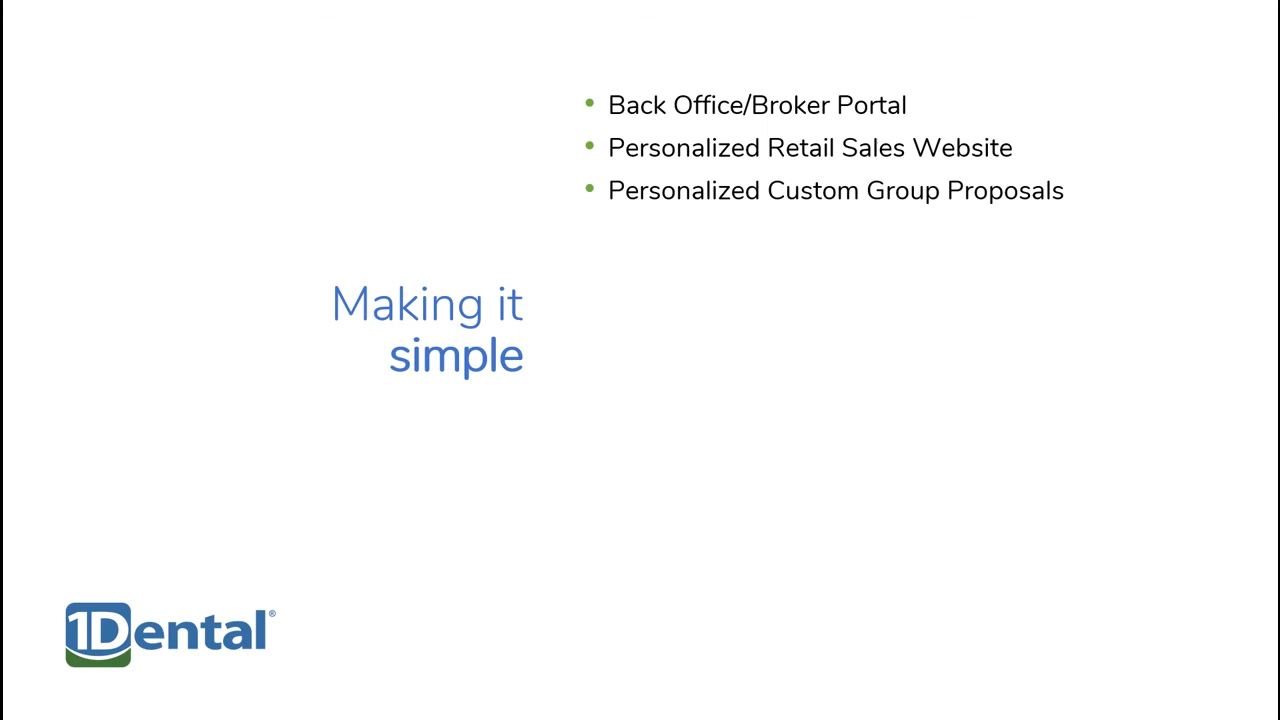 • Back Office/Broker Portal
• Personalized Retail Sales Website
• Personalized Custom Group Proposals
Making it
simple
1Dental®